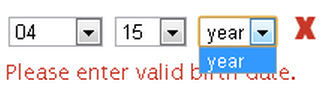 04 15 year X
year
Please enter valid birth date.